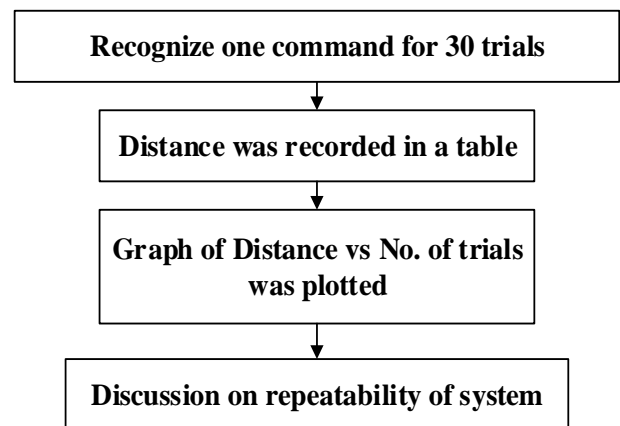 Recognize one command for 30 trials
Distance was recorded in a table
Graph of Distance vs No. of trials
was plotted
Discussion on repeatability of system